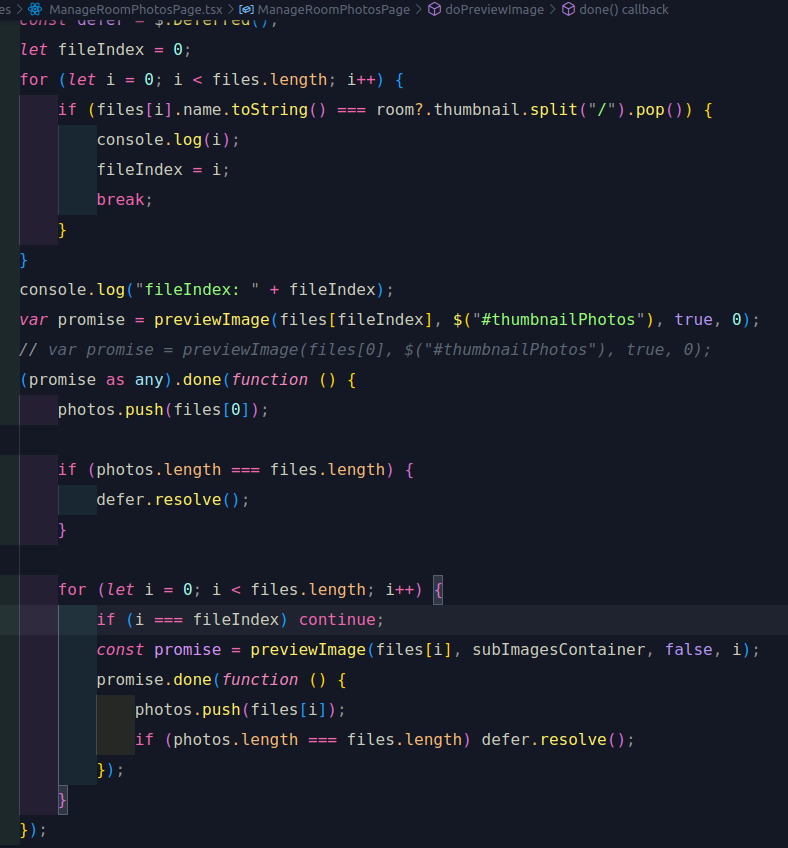 es > ManageRoomPhotosPage.tsx > ManageRoomPhotosPage > doPreviewImage > done() callback
const defer = $.Deferred();
let fileIndex = 0;
for (let i = 0; i < files.length; i++) {
if (files[i].name.toString() === room?.thumbnail.split("/").pop()) {
console.log(i);
fileIndex = i;
break;
}
}
console.log("fileIndex: " + fileIndex);
var promise = previewImage(files[fileIndex], $("#thumbnailPhotos"), true, 0);
// var promise = previewImage(files[0], $("#thumbnailPhotos"), true, 0);
(promise as any).done(function () {
photos.push(files[0]);
if (photos.length === files.length) {
defer.resolve();
}
for (let i = 0; i < files.length; i++) {
if (i === fileIndex) continue;
const promise = previewImage(files[i], subImagesContainer, false, i);
promise.done(function () {
photos.push(files[i]);
if (photos.length === files.length) defer.resolve();
});
}
});